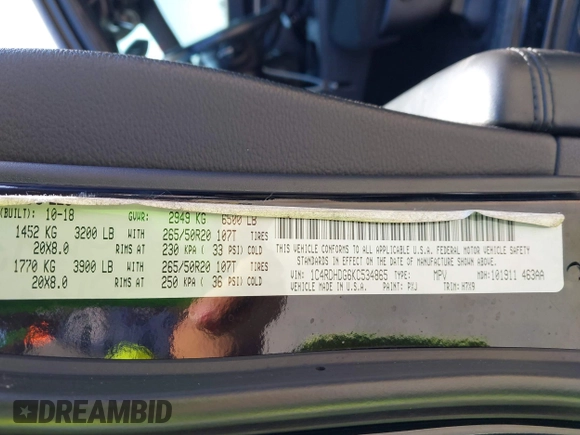 (BUILT): 10-18 GVWR: 2949 KG 6500 LB
1452 KG 3200 LB WITH 265/50R20 107T TIRES
20X8.0 RIMS AT 230 KPA ( 33 PSI) COLD
1770 KG 3900 LB WITH 265/50R20 107T TIRES
20X8.0 RIMS AT 250 KPA ( 36 PSI) COLD
THIS VEHICLE CONFORMS TO ALL APPLICABLE U.S.A. FEDERAL MOTOR VEHICLE SAFETY
STANDARDS IN EFFECT ON THE DATE OF MANUFACTURE SHOWN ABOVE.
VIN: 1C4RDHDG6KC534865 TYPE: MPV MDH: 101911 463AA
VEHICLE MADE IN U.S.A. PAINT: PXJ TRIM: H7X9
DREAMBID